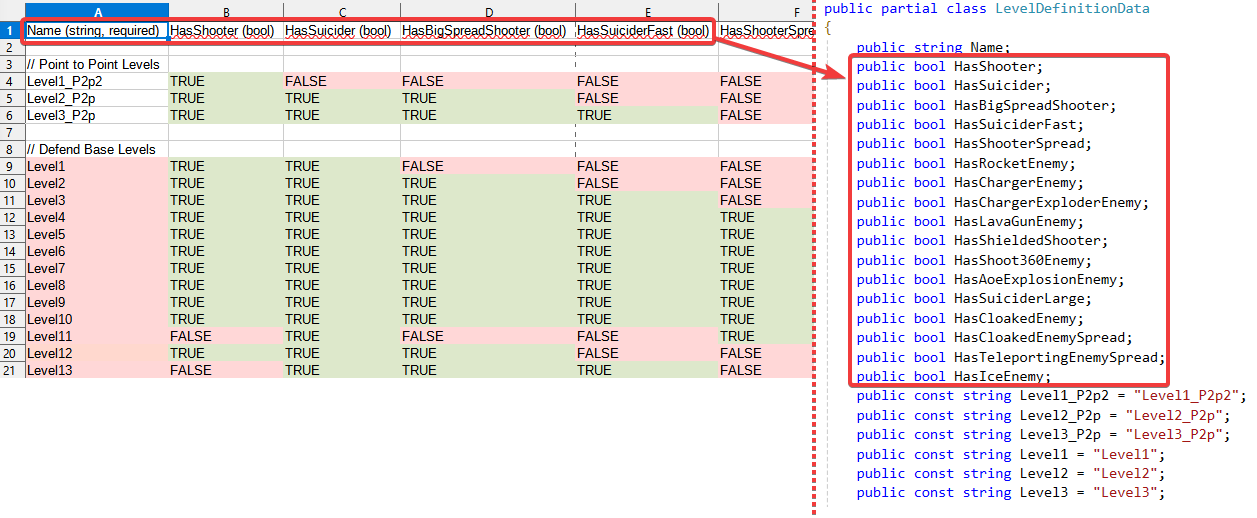 A B C D E F
1 Name (string, required) HasShooter (bool) HasSuicider (bool) HasBigSpreadShooter (bool) HasSuiciderFast (bool) HasShooterSpre
2
3 // Point to Point Levels
4 Level1_P2p2 TRUE FALSE FALSE FALSE FALSE
5 Level2_P2p TRUE TRUE TRUE FALSE FALSE
6 Level3_P2p TRUE TRUE TRUE TRUE FALSE
7
8 // Defend Base Levels
9 Level1 TRUE TRUE FALSE FALSE FALSE
10 Level2 TRUE TRUE TRUE FALSE FALSE
11 Level3 TRUE TRUE TRUE TRUE FALSE
12 Level4 TRUE TRUE TRUE TRUE TRUE
13 Level5 TRUE TRUE TRUE TRUE TRUE
14 Level6 TRUE TRUE TRUE TRUE TRUE
15 Level7 TRUE TRUE TRUE TRUE TRUE
16 Level8 TRUE TRUE TRUE TRUE TRUE
17 Level9 TRUE TRUE TRUE TRUE TRUE
18 Level10 TRUE TRUE TRUE TRUE TRUE
19 Level11 FALSE TRUE FALSE FALSE TRUE
20 Level12 TRUE TRUE TRUE FALSE FALSE
21 Level13 FALSE TRUE TRUE TRUE FALSE
public partial class LevelDefinitionData
{
public string Name;
public bool HasShooter;
public bool HasSuicider;
public bool HasBigSpreadShooter;
public bool HasSuiciderFast;
public bool HasShooterSpread;
public bool HasRocketEnemy;
public bool HasChargerEnemy;
public bool HasChargerExploderEnemy;
public bool HasLavaGunEnemy;
public bool HasShieldedShooter;
public bool HasShoot360Enemy;
public bool HasAoeExplosionEnemy;
public bool HasSuiciderLarge;
public bool HasCloakedEnemy;
public bool HasCloakedEnemySpread;
public bool HasTeleportingEnemySpread;
public bool HasIceEnemy;
public const string Level1_P2p2 = "Level1_P2p2";
public const string Level2_P2p = "Level2_P2p";
public const string Level3_P2p = "Level3_P2p";
public const string Level1 = "Level1";
public const string Level2 = "Level2";
public const string Level3 = "Level3";